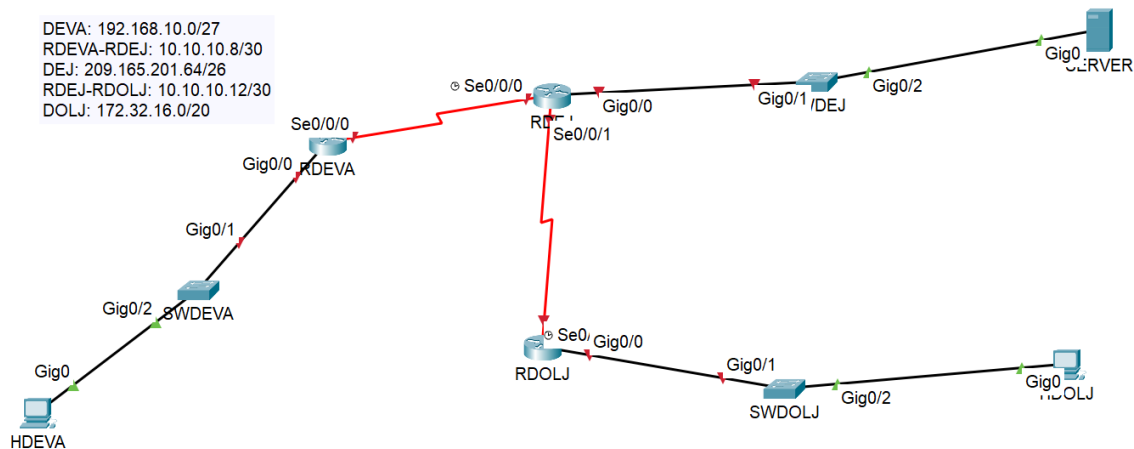 DEVA: 192.168.10.0/27
RDEVA-RDEJ: 10.10.10.8/30
DEJ: 209.165.201.64/26
RDEJ-RDOLJ: 10.10.10.12/30
DOLJ: 172.32.16.0/20
Gig0
Se0/0/0
Gig0/2
Gig0/1
Gig0/0
Se0/0/1
Se0/0/0
Gig0/0
RDEVA
Gig0/1
Gig0/2
SWDEVA
Gig0
HDEVA
Gig0/0
RDOLJ
Gig0/1
Gig0/2
SWDOLJ
Gig0